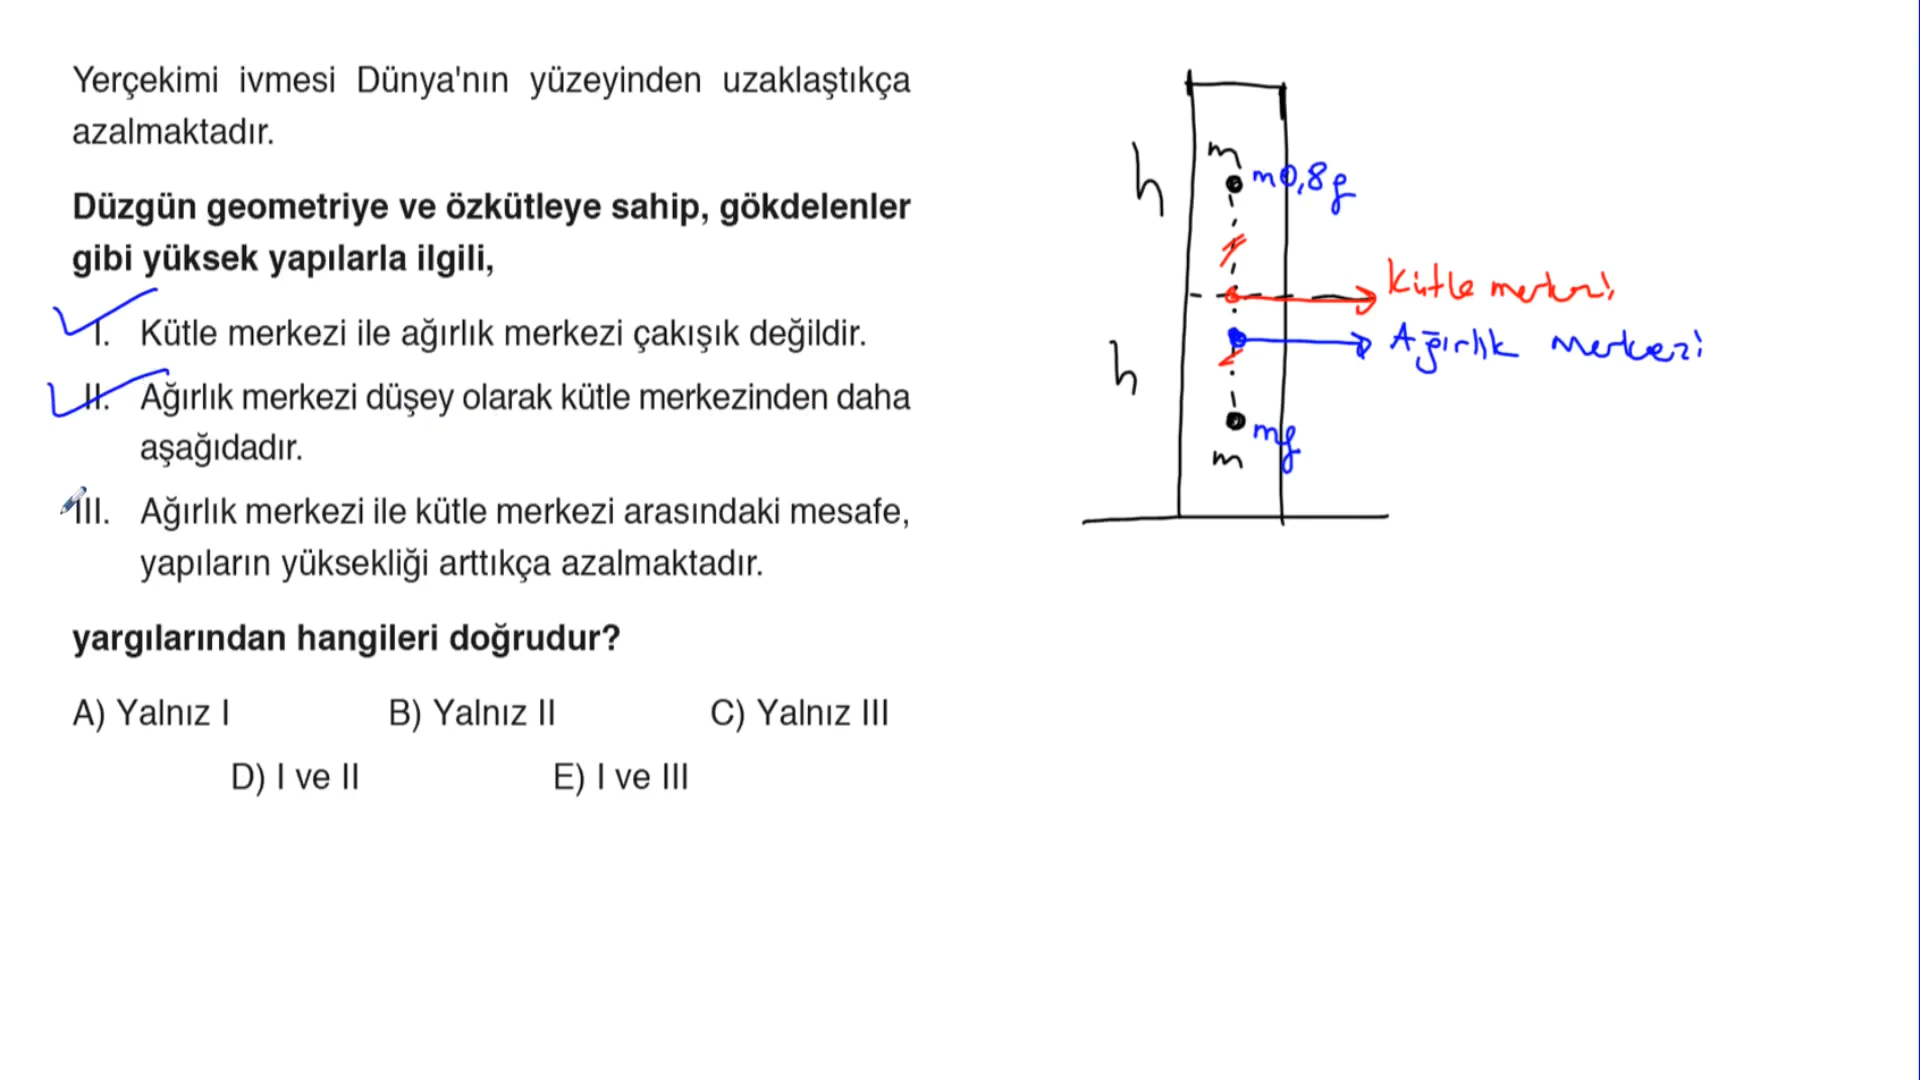 Yerçekimi ivmesi Dünya'nın yüzeyinden uzaklaştıkça
azalmaktadır.
Düzgün geometriye ve özkütleye sahip, gökdelenler
gibi yüksek yapılarla ilgili,
I. Kütle merkezi ile ağırlık merkezi çakışık değildir.
II. Ağırlık merkezi düşey olarak kütle merkezinden daha
aşağıdadır.
III. Ağırlık merkezi ile kütle merkezi arasındaki mesafe,
yapıların yüksekliği arttıkça azalmaktadır.
yargılarından hangileri doğrudur?
A) Yalnız I B) Yalnız II C) Yalnız III
D) I ve II E) I ve III
m
h m0,8g
Kütle merkezi
Ağırlık merkezi
h
mg
m